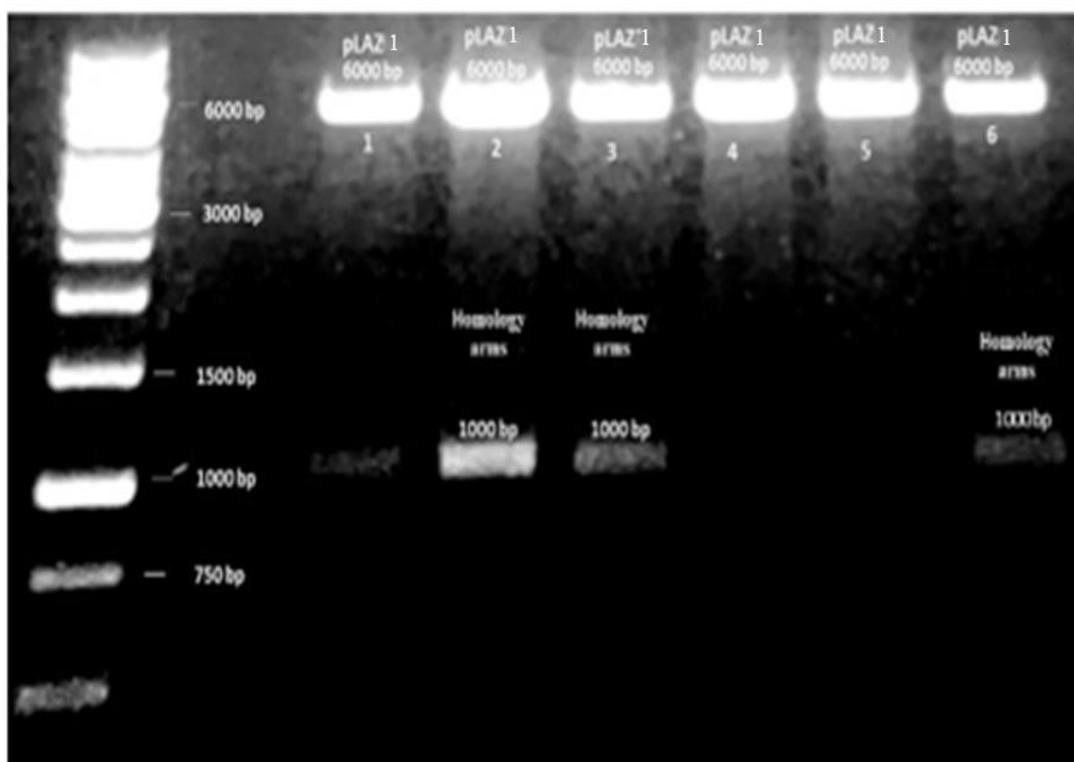 pLAZ 1
6000 bp
pLAZ 1
6000 bp
pLAZ 1
6000 bp
pLAZ 1
6000 bp
pLAZ 1
6000 bp
pLAZ 1
6000 bp
1
2
3
4
5
6
6000 bp
3000 bp
1500 bp
1000 bp
750 bp
Homology
arms
1000 bp
Homology
arms
1000 bp
Homology
arms
1000 bp